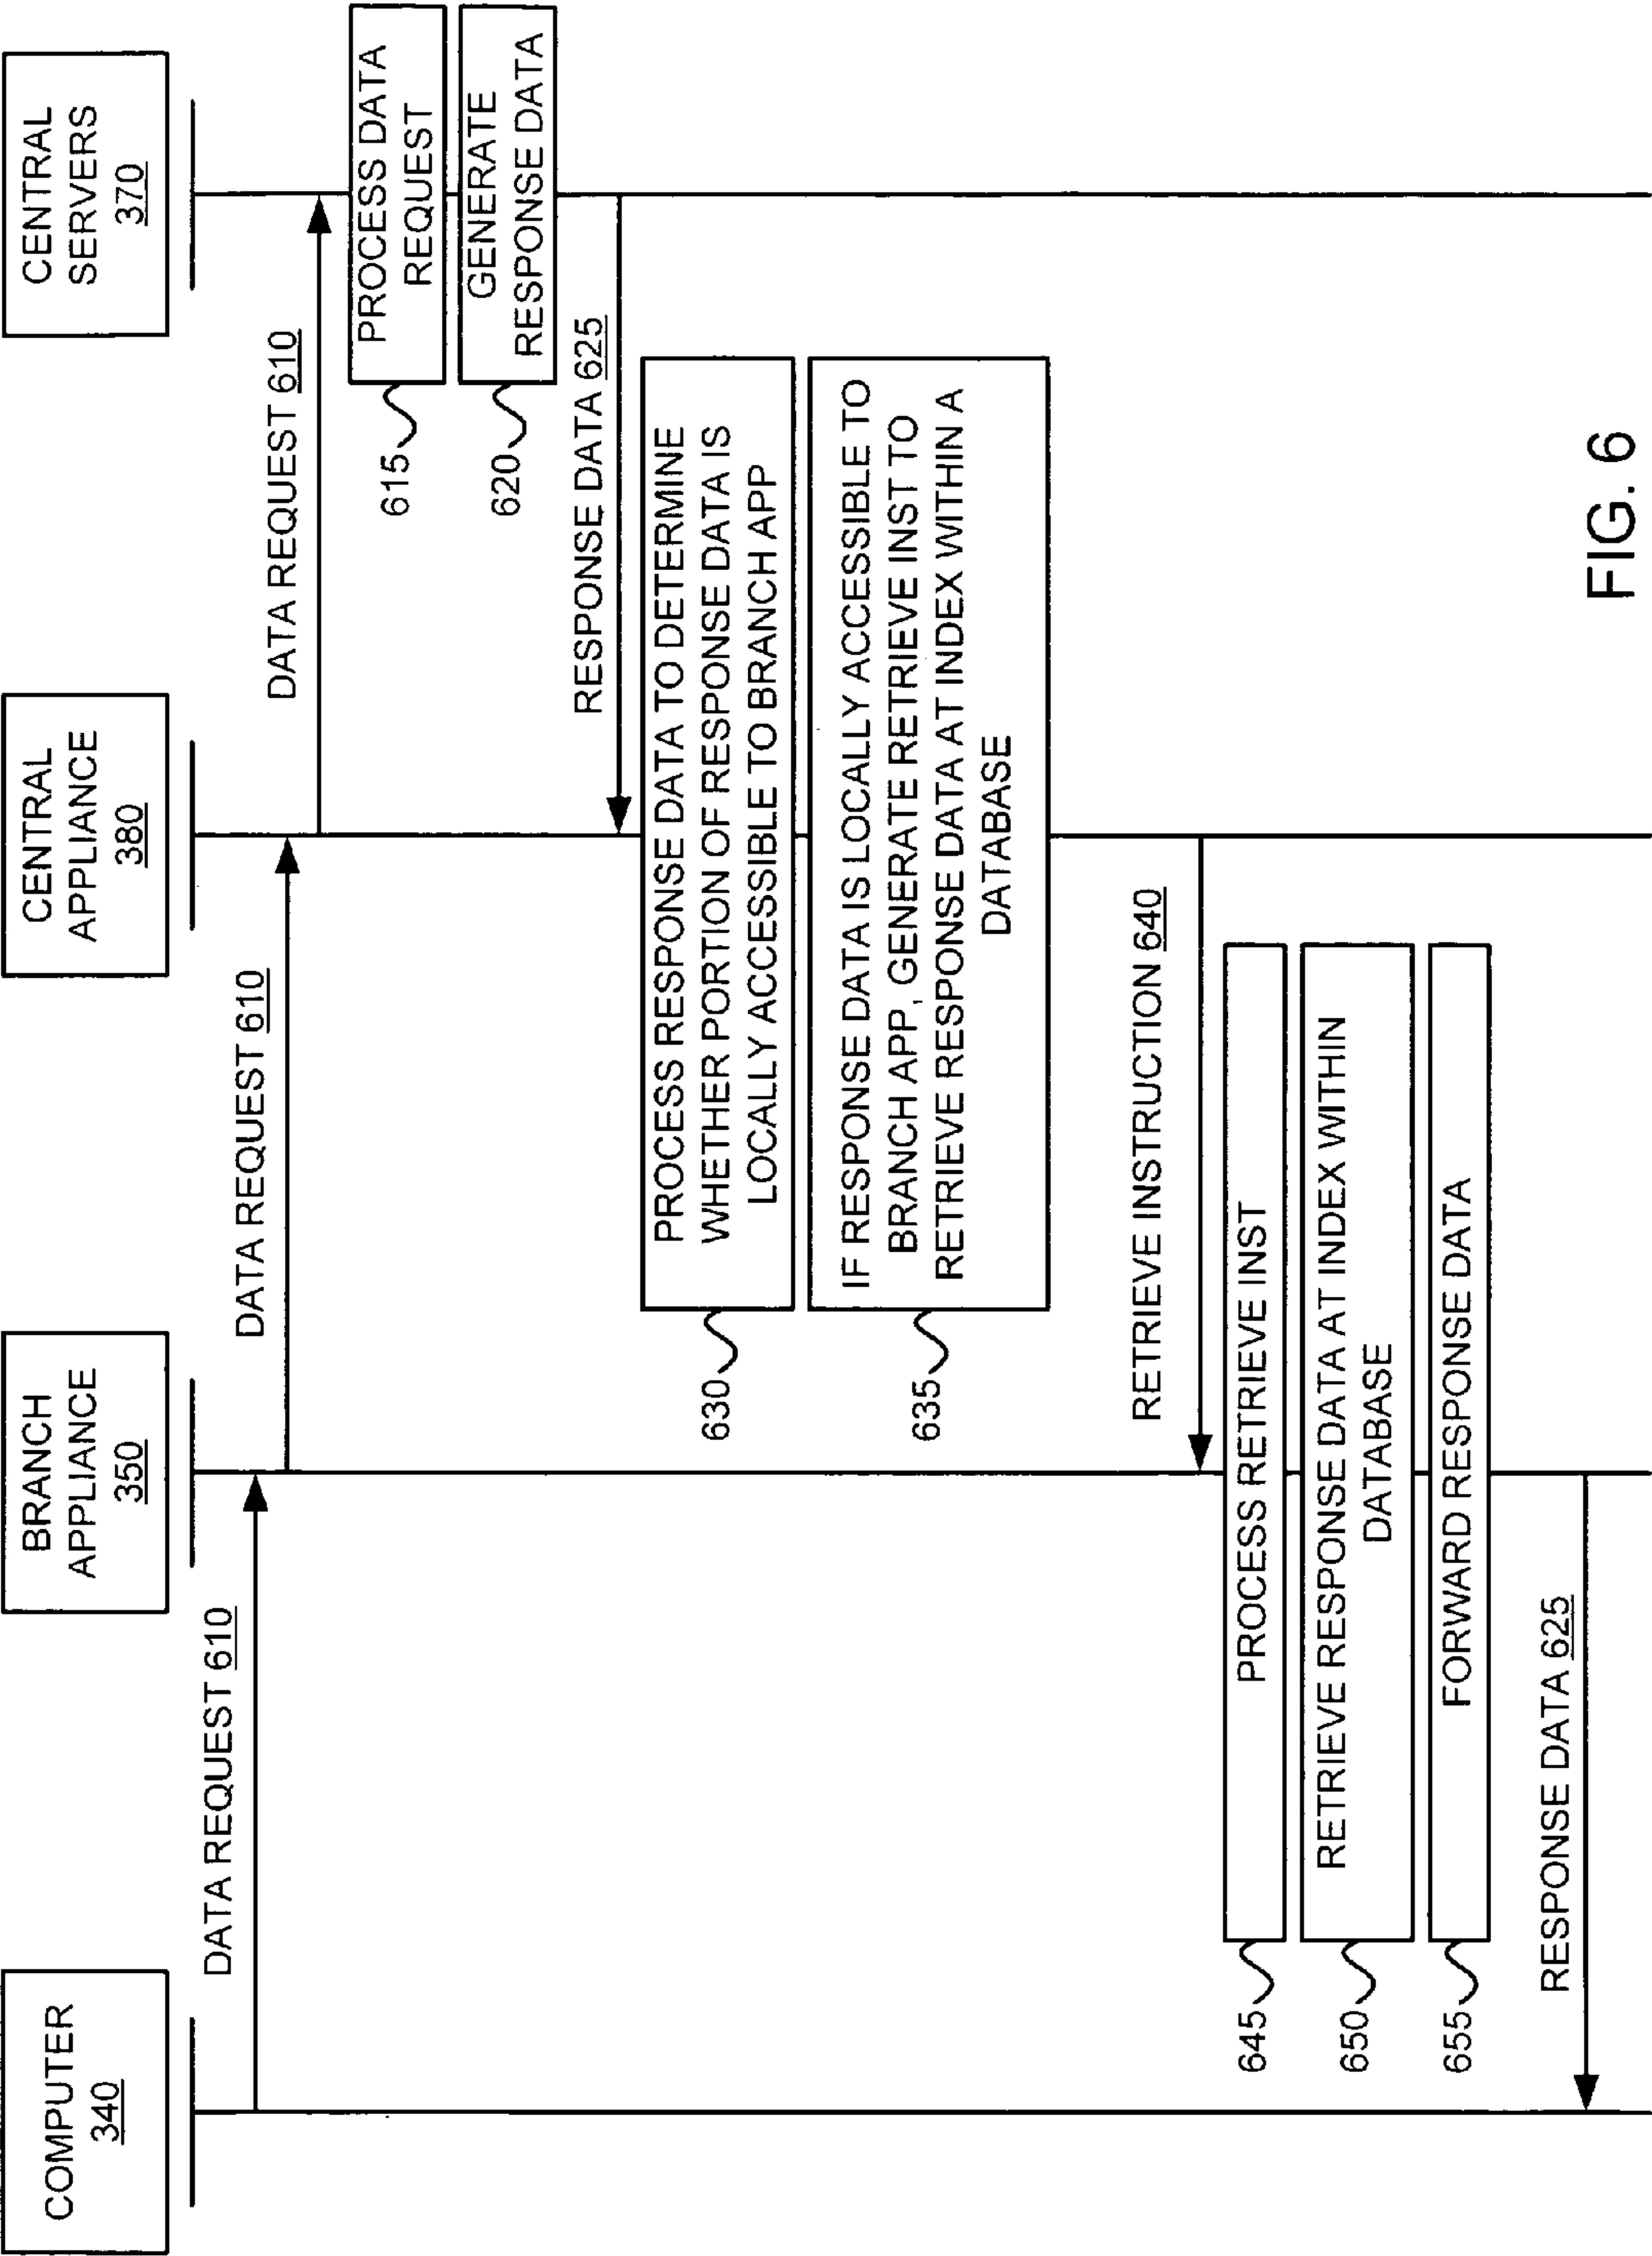 COMPUTER
340
BRANCH
APPLIANCE
350
CENTRAL
APPLIANCE
380
CENTRAL
SERVERS
370
DATA REQUEST 610
DATA REQUEST 610
DATA REQUEST 610
615
PROCESS DATA
REQUEST
620
GENERATE
RESPONSE DATA
RESPONSE DATA 625
630
PROCESS RESPONSE DATA TO DETERMINE
WHETHER PORTION OF RESPONSE DATA IS
LOCALLY ACCESSIBLE TO BRANCH APP
635
IF RESPONSE DATA IS LOCALLY ACCESSIBLE TO
BRANCH APP, GENERATE RETRIEVE INST TO
RETRIEVE RESPONSE DATA AT INDEX WITHIN A
DATABASE
RETRIEVE INSTRUCTION 640
645
PROCESS RETRIEVE INST
650
RETRIEVE RESPONSE DATA AT INDEX WITHIN
DATABASE
655
FORWARD RESPONSE DATA
RESPONSE DATA 625
FIG. 6